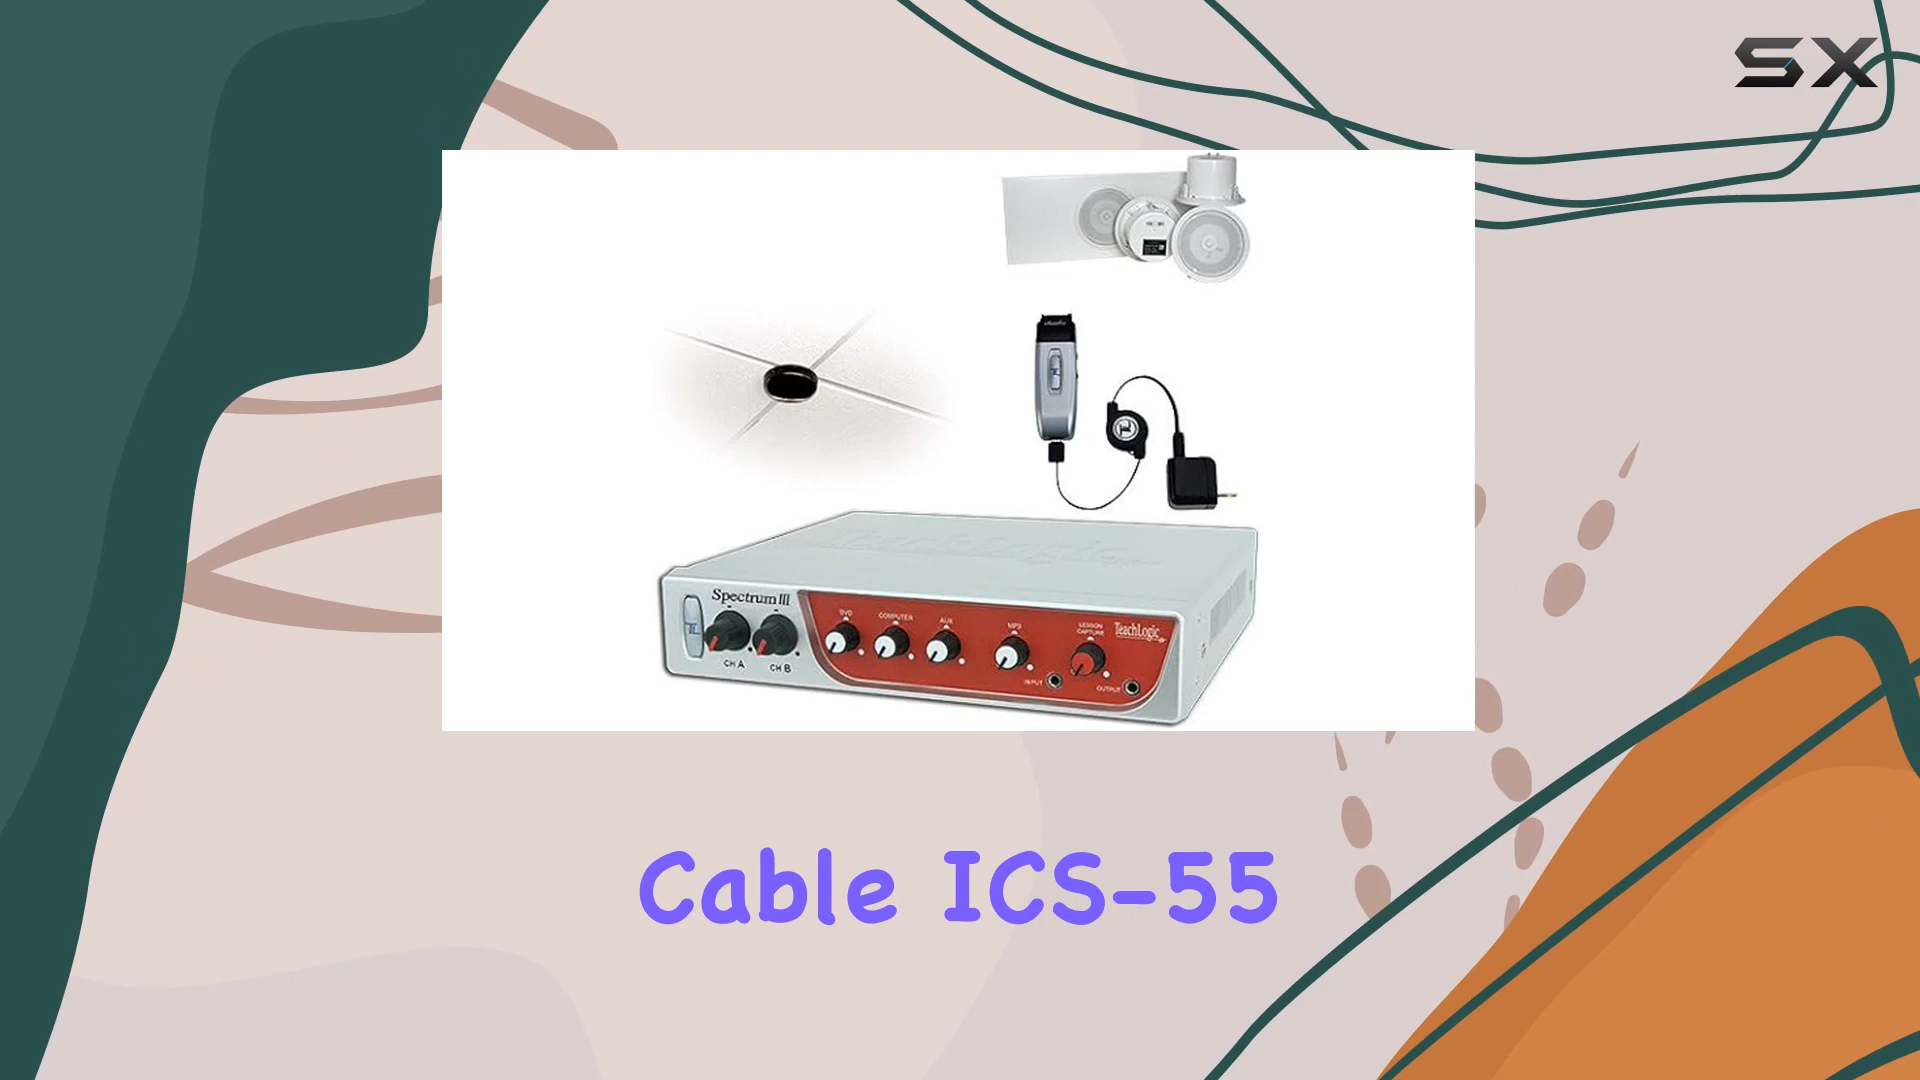 SX
Spectrum III
DVD
COMPUTER
AUX
MP3
LESSON
CAPTURE
TeachLogic
CH A
CH B
INPUT
OUTPUT
Cable ICS-55